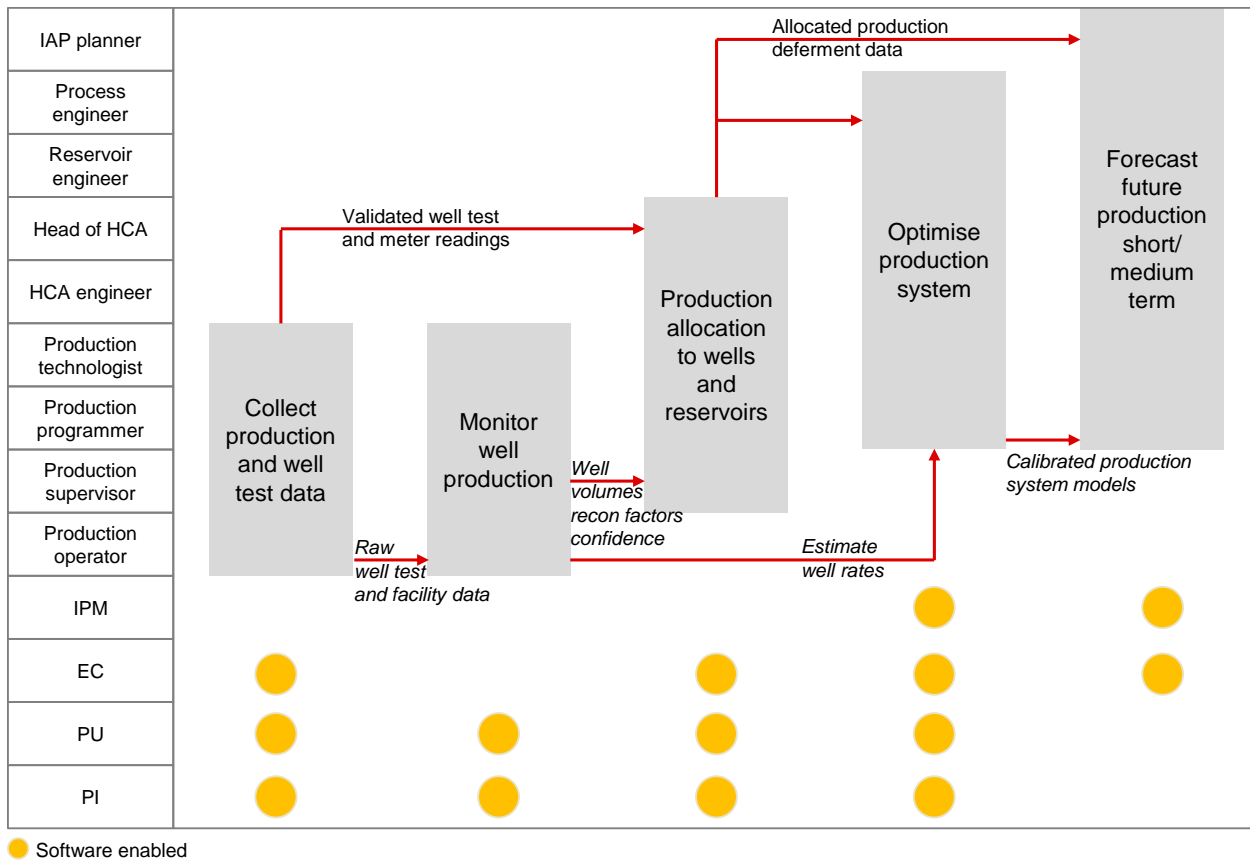 IAP planner
Process
engineer
Reservoir
engineer
Head of HCA
HCA engineer
Production
technologist
Production
programmer
Production
supervisor
Production
operator
IPM
EC
PU
PI
Collect
production
and well
test data
Validated well test
and meter readings
Raw
well test
and facility data
Monitor
well
production
Well
volumes
recon factors
confidence
Production
allocation
to wells
and
reservoirs
Allocated production
deferment data
Estimate
well rates
Optimise
production
system
Calibrated production
system models
Forecast
future
production
short/
medium
term
Software enabled